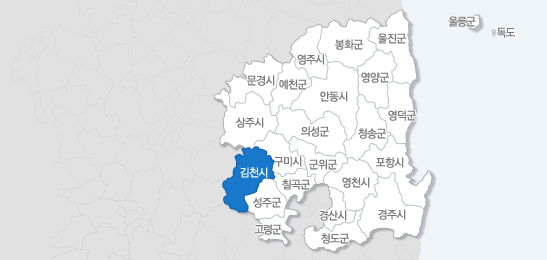 울릉군
독도
울진군
봉화군
영주시
문경시
예천군
영양군
안동시
영덕군
상주시
의성군
청송군
구미시
군위군
포항시
김천시
칠곡군
영천시
성주군
경산시
경주시
고령군
청도군